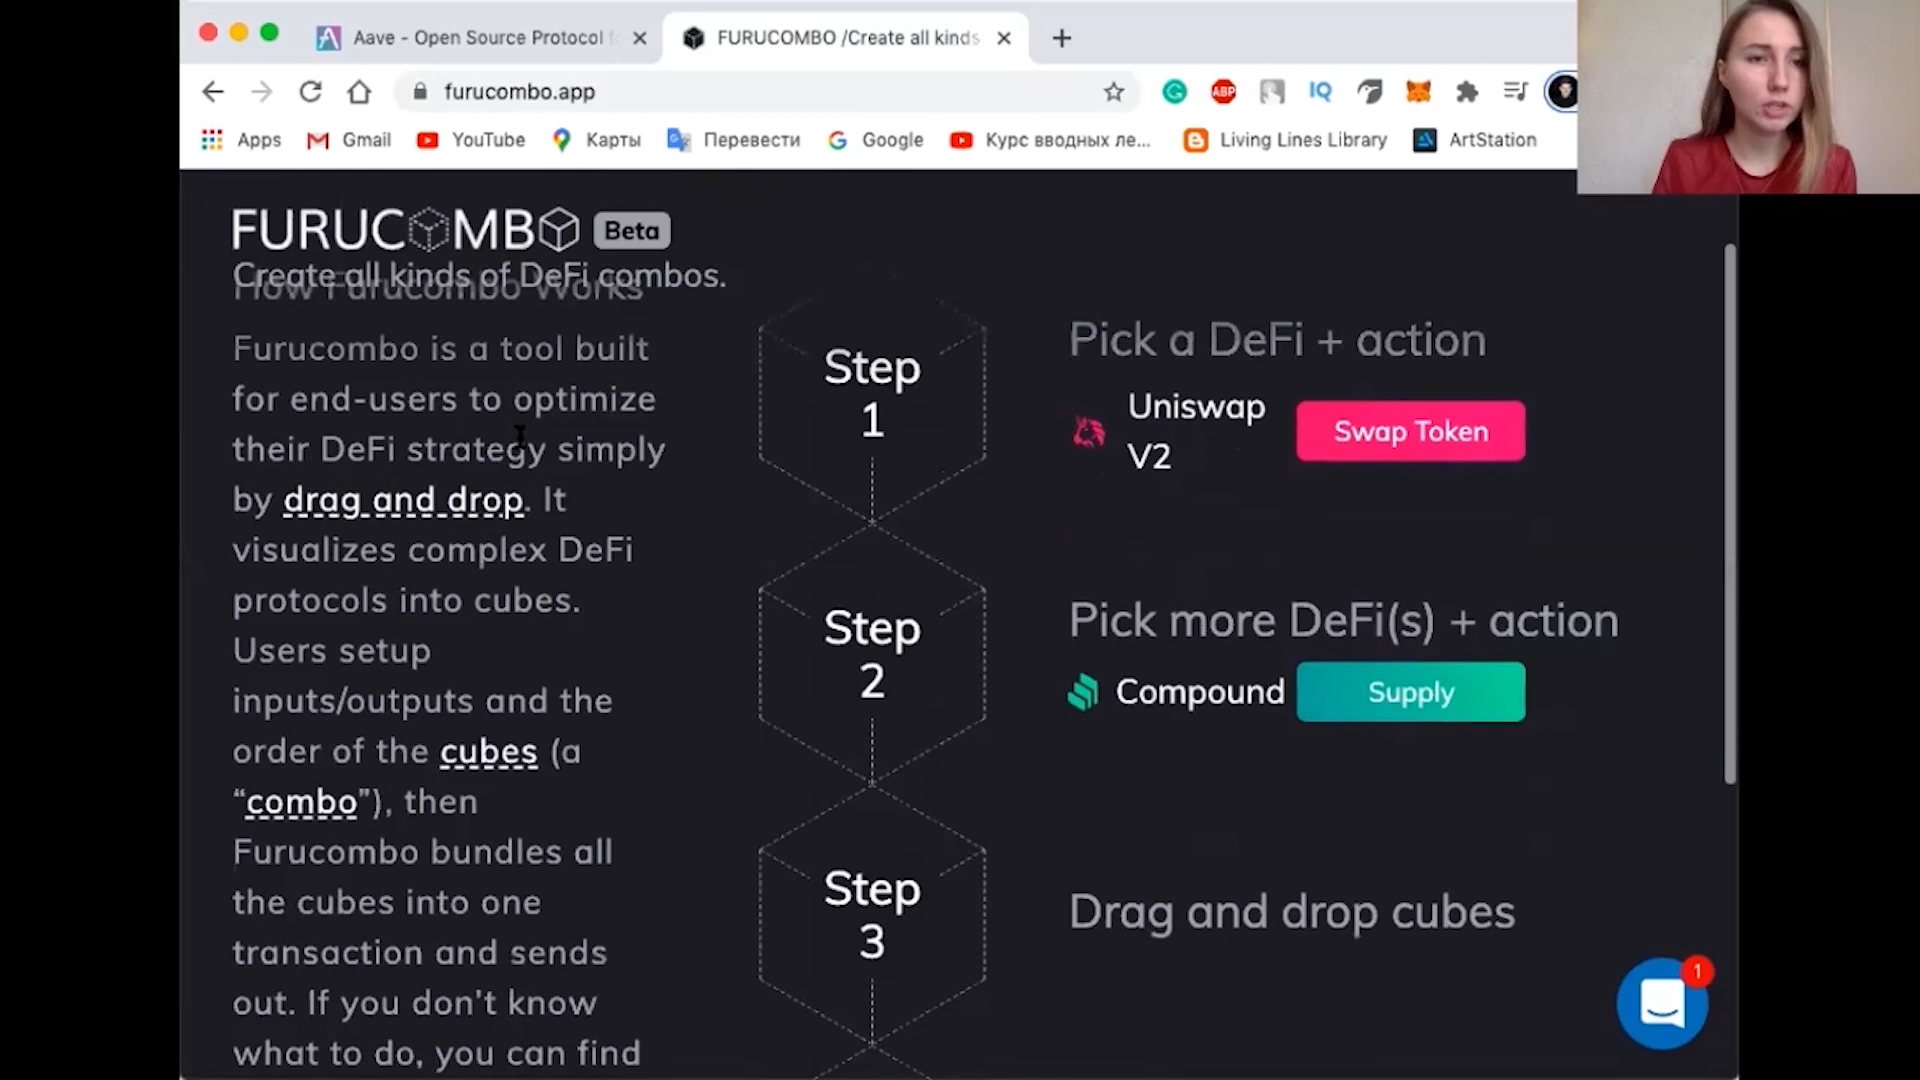 Aave - Open Source Protocol f
FURUCOMBO /Create all kinds
furucombo.app
ABP
IQ
Apps
Gmail
YouTube
Карты
Перевести
Google
Курс вводных ле...
Living Lines Library
ArtStation
FURUCOMBO Beta
Create all kinds of DeFi combos.
How Furucombo Works
Furucombo is a tool built
for end-users to optimize
their DeFi strategy simply
by drag and drop. It
visualizes complex DeFi
protocols into cubes.
Users setup
inputs/outputs and the
order of the cubes (a
“combo”), then
Furucombo bundles all
the cubes into one
transaction and sends
out. If you don't know
what to do, you can find
Step
1
Pick a DeFi + action
Uniswap
V2
Swap Token
Step
2
Pick more DeFi(s) + action
Compound
Supply
Step
3
Drag and drop cubes
1